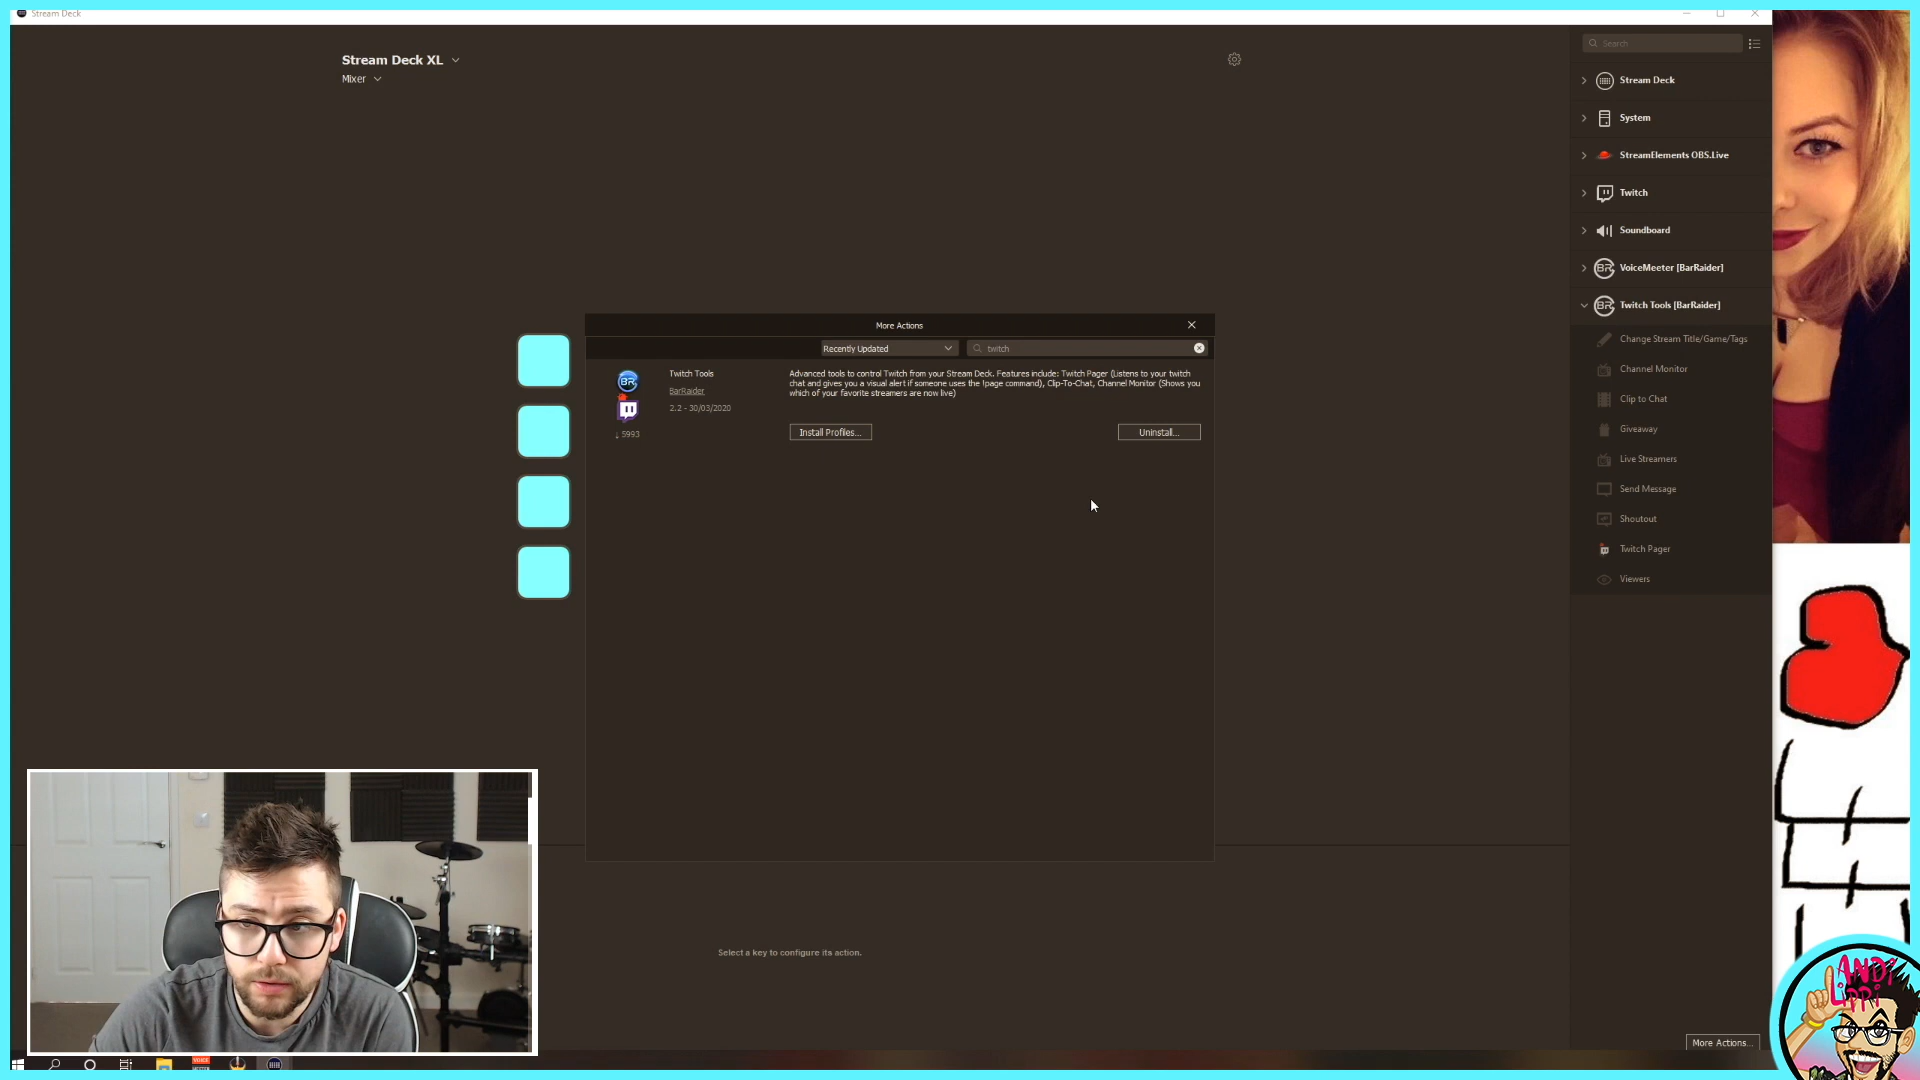 Stream Deck
Stream Deck XL
Mixer
Search
Stream Deck
System
StreamElements OBS.Live
Twitch
Soundboard
VoiceMeeter [BarRaider]
Twitch Tools [BarRaider]
Change Stream Title/Game/Tags
Channel Monitor
Clip to Chat
Giveaway
Live Streamers
Send Message
Shoutout
Twitch Pager
Viewers
More Actions
Recently Updated
twitch
BR
Twitch Tools
BarRaider
2.2 - 30/03/2020
↓ 5993
Advanced tools to control Twitch from your Stream Deck. Features include: Twitch Pager (Listens to your twitch
chat and gives you a visual alert if someone uses the !page command), Clip-To-Chat, Channel Monitor (Shows you
which of your favorite streamers are now live)
Install Profiles...
Uninstall...
Select a key to configure its action.
More Actions...
ANDI
LiPPi
VOICE